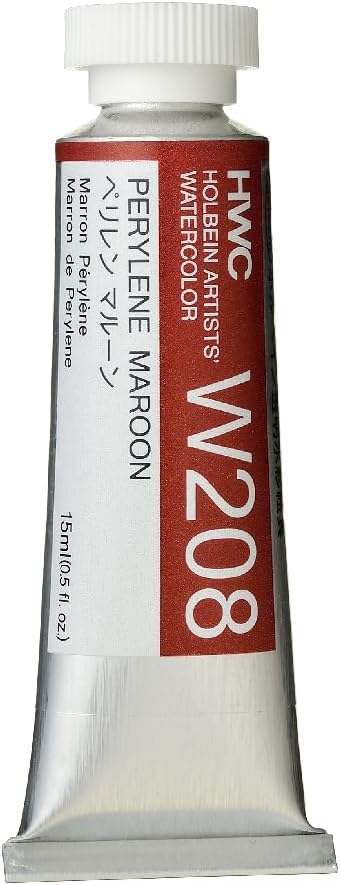 HWC
HOLBEIN ARTISTS'
WATERCOLOR
W208
PERYLENE MAROON
ペリレン マルーン
Marron Pérylène
Marron de Perylene
15ml(0.5 fl. oz.)